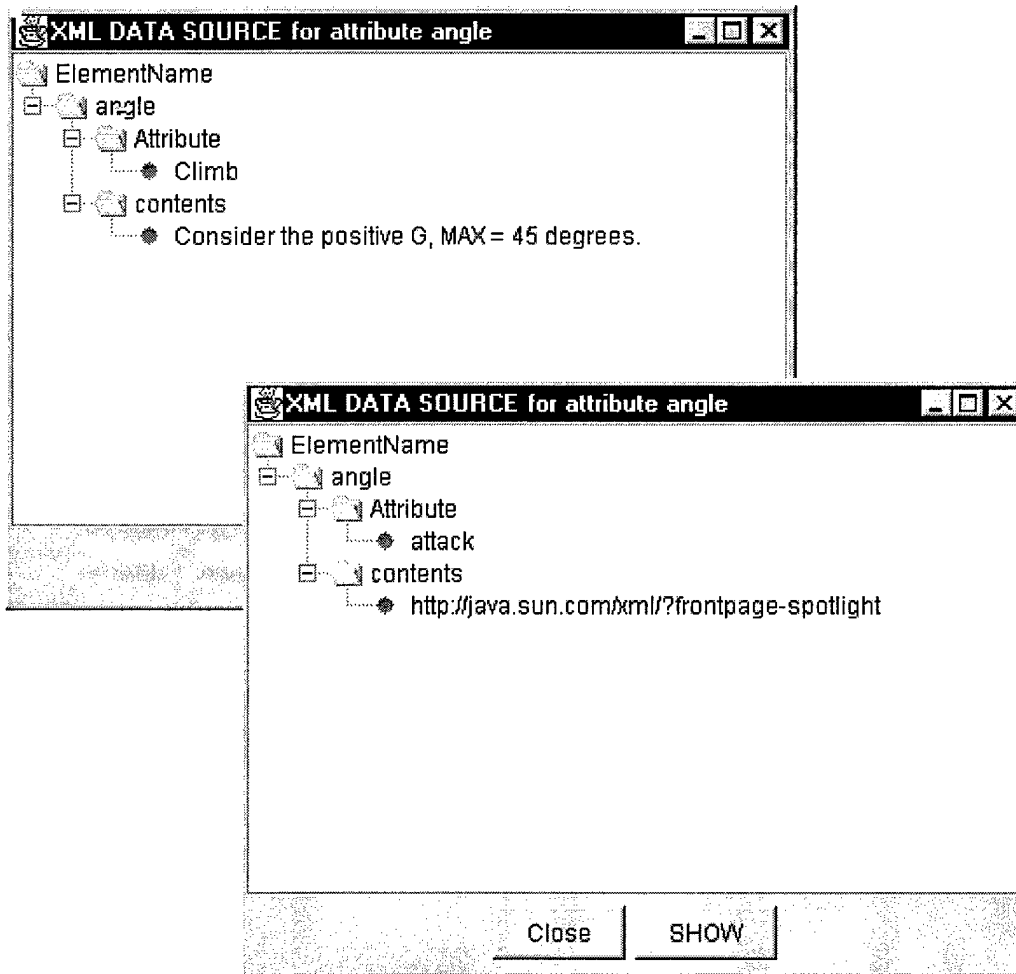 XML DATA SOURCE for attribute angle
ElementName
angle
Attribute
Climb
contents
Consider the positive G, MAX = 45 degrees.
XML DATA SOURCE for attribute angle
ElementName
angle
Attribute
attack
contents
http://java.sun.com/xml/?frontpage-spotlight
Close SHOW